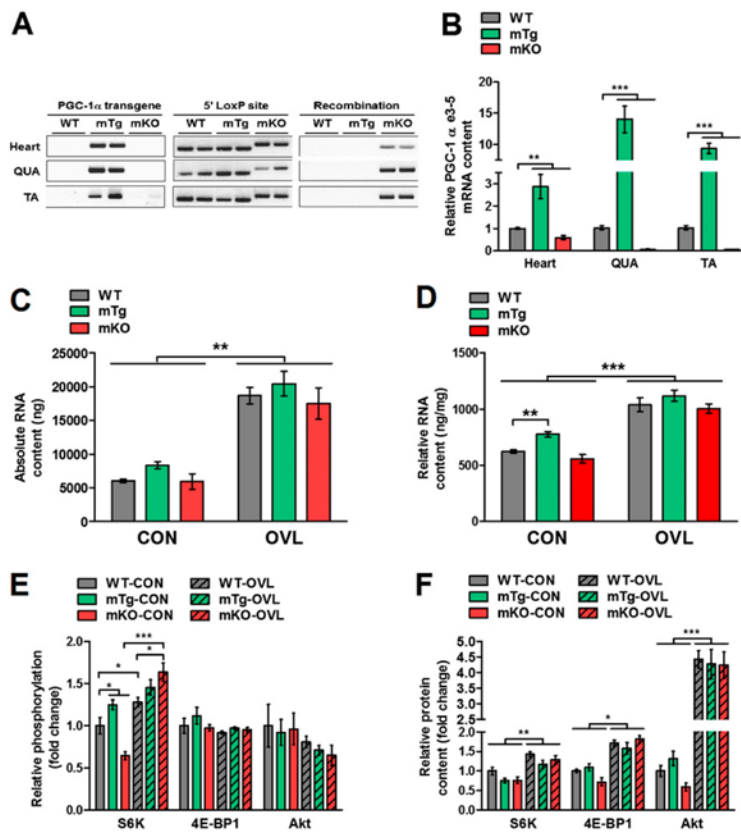 A
PGC-1α transgene 5' LoxP site Recombination
WT mTg mKO WT mTg mKO WT mTg mKO
Heart
QUA
TA
B
WT
mTg
mKO
Relative PGC-1 α e3-5
mRNA content
20
15
10
5
3
2
1
0
** *** ***
Heart QUA TA
C
WT
mTg
mKO
Absolute RNA
content (ng)
25000
20000
15000
10000
5000
0
**
CON OVL
D
WT
mTg
mKO
Relative RNA
content (ng/mg)
1500
1000
500
0
***
**
CON OVL
E
WT-CON WT-OVL
mTg-CON mTg-OVL
mKO-CON mKO-OVL
Relative phosphorylation
(fold change)
2.0
1.5
1.0
0.5
0.0
***
* *
*
S6K 4E-BP1 Akt
F
WT-CON WT-OVL
mTg-CON mTg-OVL
mKO-CON mKO-OVL
Relative protein
content (fold change)
5.0
4.5
4.0
3.5
3.0
2.5
2.0
1.5
1.0
0.5
0.0
** * ***
S6K 4E-BP1 Akt